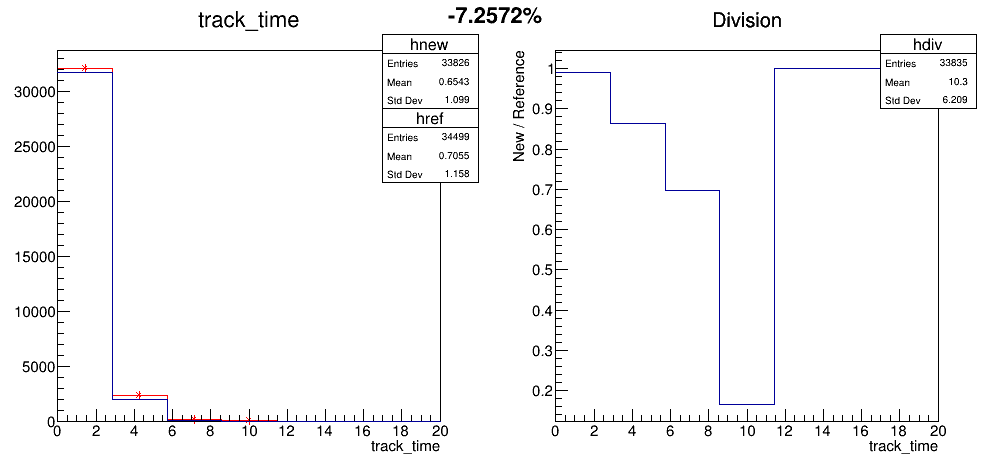 -7.2572%
track_time
hnew
Entries 33826
Mean 0.6543
Std Dev 1.099
href
Entries 34499
Mean 0.7055
Std Dev 1.158
30000
25000
20000
15000
10000
5000
0
0 2 4 6 8 10 12 14 16 18 20
track_time
Division
hdiv
Entries 33835
Mean 10.3
Std Dev 6.209
New / Reference
1
0.9
0.8
0.7
0.6
0.5
0.4
0.3
0.2
0 2 4 6 8 10 12 14 16 18 20
track_time